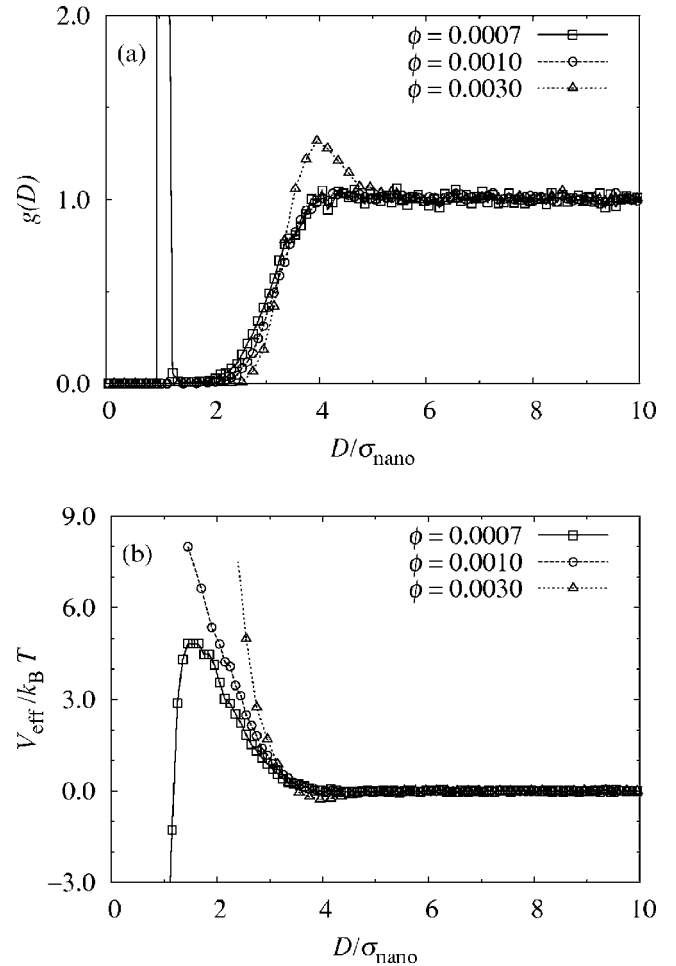 2.0
(a)
ϕ = 0.0007
ϕ = 0.0010
ϕ = 0.0030
1.0
g(D)
0.0
0 2 4 6 8 10
D/σnano
9.0
(b)
ϕ = 0.0007
ϕ = 0.0010
ϕ = 0.0030
6.0
3.0
Veff/kB T
0.0
−3.0
0 2 4 6 8 10
D/σnano